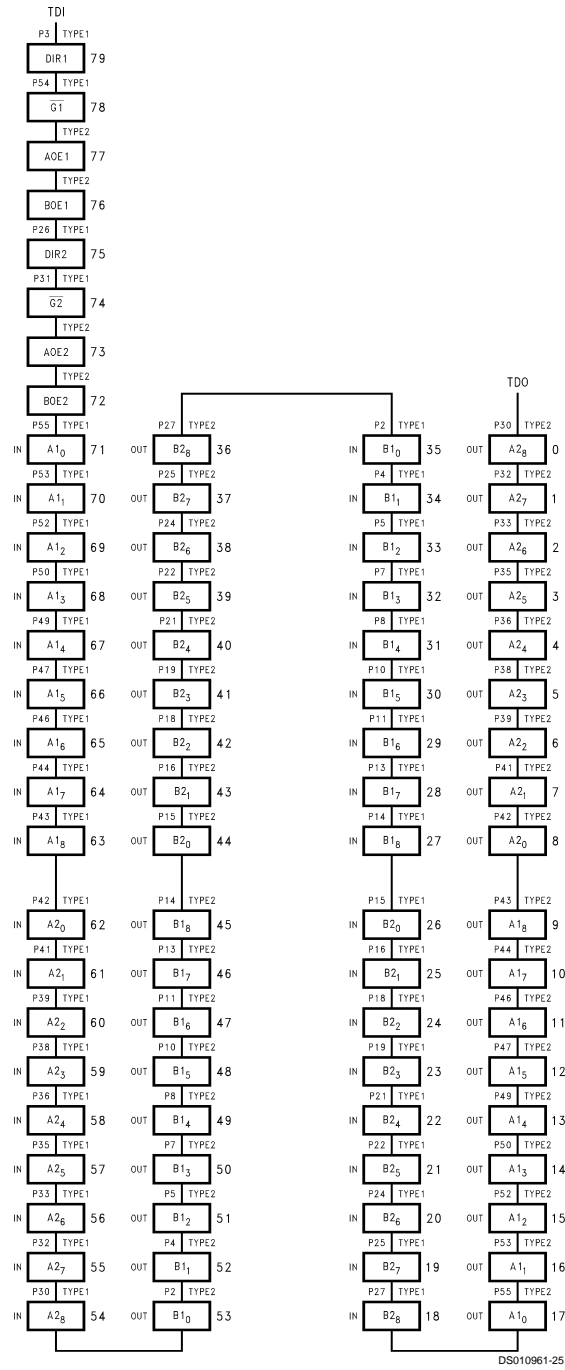 TDI
P3 TYPE1
DIR1 79
P54 TYPE1
G1 78
TYPE2
AOE1 77
TYPE2
BOE1 76
P26 TYPE1
DIR2 75
P31 TYPE1
G2 74
TYPE2
AOE2 73
TYPE2
BOE2 72
TDO
P55 TYPE1 P27 TYPE2 P2 TYPE1 P30 TYPE2
IN A1₀ 71 OUT B2₈ 36 IN B1₀ 35 OUT A2₈ 0
P53 TYPE1 P25 TYPE2 P4 TYPE1 P32 TYPE2
IN A1₁ 70 OUT B2₇ 37 IN B1₁ 34 OUT A2₇ 1
P52 TYPE1 P24 TYPE2 P5 TYPE1 P33 TYPE2
IN A1₂ 69 OUT B2₆ 38 IN B1₂ 33 OUT A2₆ 2
P50 TYPE1 P22 TYPE2 P7 TYPE1 P35 TYPE2
IN A1₃ 68 OUT B2₅ 39 IN B1₃ 32 OUT A2₅ 3
P49 TYPE1 P21 TYPE2 P8 TYPE1 P36 TYPE2
IN A1₄ 67 OUT B2₄ 40 IN B1₄ 31 OUT A2₄ 4
P47 TYPE1 P19 TYPE2 P10 TYPE1 P38 TYPE2
IN A1₅ 66 OUT B2₃ 41 IN B1₅ 30 OUT A2₃ 5
P46 TYPE1 P18 TYPE2 P11 TYPE1 P39 TYPE2
IN A1₆ 65 OUT B2₂ 42 IN B1₆ 29 OUT A2₂ 6
P44 TYPE1 P16 TYPE2 P13 TYPE1 P41 TYPE2
IN A1₇ 64 OUT B2₁ 43 IN B1₇ 28 OUT A2₁ 7
P43 TYPE1 P15 TYPE2 P14 TYPE1 P42 TYPE2
IN A1₈ 63 OUT B2₀ 44 IN B1₈ 27 OUT A2₀ 8
P42 TYPE1 P14 TYPE2 P15 TYPE1 P43 TYPE2
IN A2₀ 62 OUT B1₈ 45 IN B2₀ 26 OUT A1₈ 9
P41 TYPE1 P13 TYPE2 P16 TYPE1 P44 TYPE2
IN A2₁ 61 OUT B1₇ 46 IN B2₁ 25 OUT A1₇ 10
P39 TYPE1 P11 TYPE2 P18 TYPE1 P46 TYPE2
IN A2₂ 60 OUT B1₆ 47 IN B2₂ 24 OUT A1₆ 11
P38 TYPE1 P10 TYPE2 P19 TYPE1 P47 TYPE2
IN A2₃ 59 OUT B1₅ 48 IN B2₃ 23 OUT A1₅ 12
P36 TYPE1 P8 TYPE2 P21 TYPE1 P49 TYPE2
IN A2₄ 58 OUT B1₄ 49 IN B2₄ 22 OUT A1₄ 13
P35 TYPE1 P7 TYPE2 P22 TYPE1 P50 TYPE2
IN A2₅ 57 OUT B1₃ 50 IN B2₅ 21 OUT A1₃ 14
P33 TYPE1 P5 TYPE2 P24 TYPE1 P52 TYPE2
IN A2₆ 56 OUT B1₂ 51 IN B2₆ 20 OUT A1₂ 15
P32 TYPE1 P4 TYPE2 P25 TYPE1 P53 TYPE2
IN A2₇ 55 OUT B1₁ 52 IN B2₇ 19 OUT A1₁ 16
P30 TYPE1 P2 TYPE2 P27 TYPE1 P55 TYPE2
IN A2₈ 54 OUT B1₀ 53 IN B2₈ 18 OUT A1₀ 17
DS010961-25